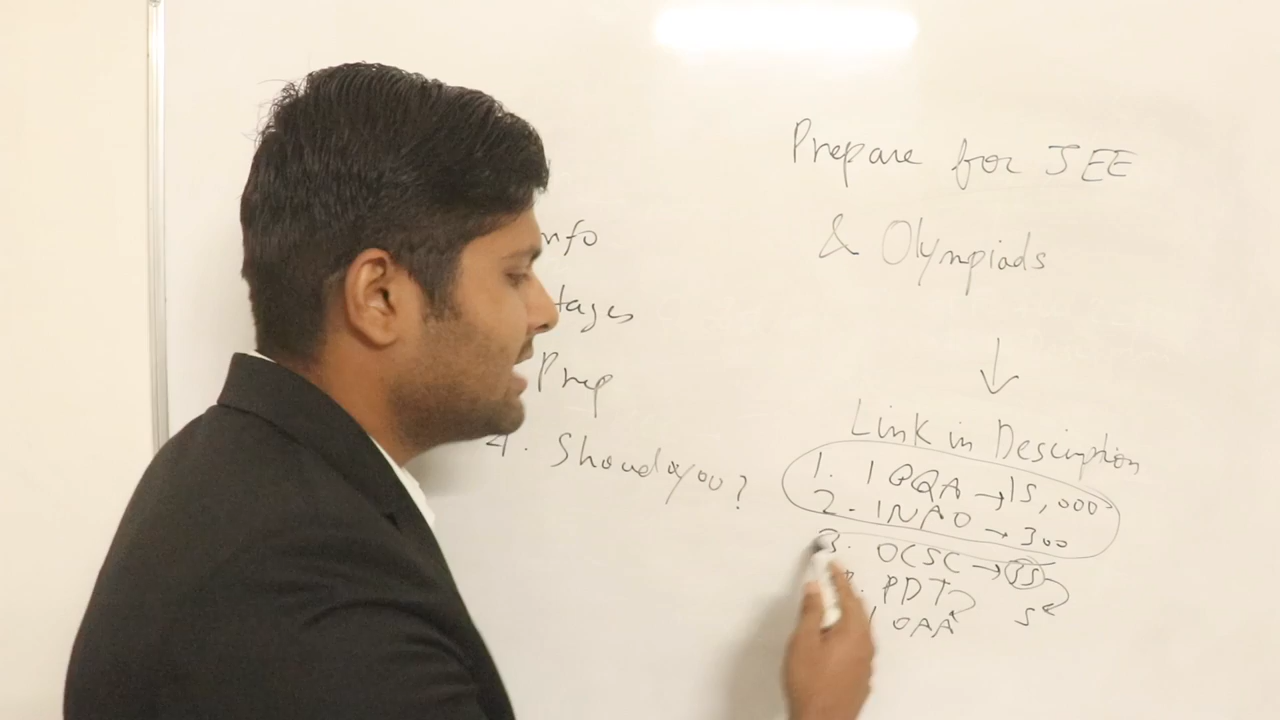 nfo
tages
Prep
4. Should you?
Prepare for JEE
& Olympiads
↓
Link in Description
1. IOQA → 15,000
2. INAO → 300
3. OCSC → 35
PDT 5
IOAA